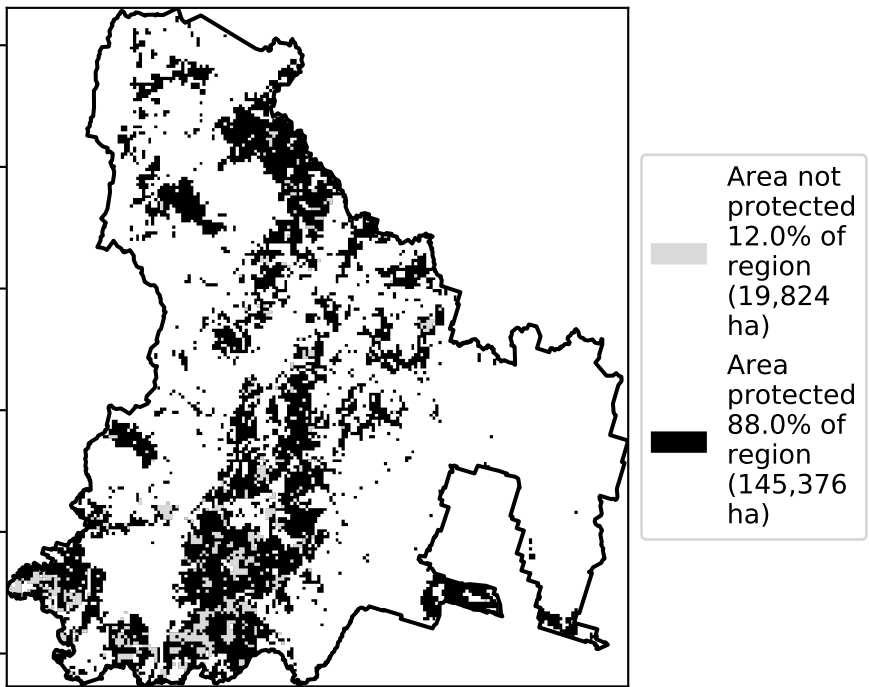 Area not
protected
12.0% of
region
(19,824
ha)
Area
protected
88.0% of
region
(145,376
ha)